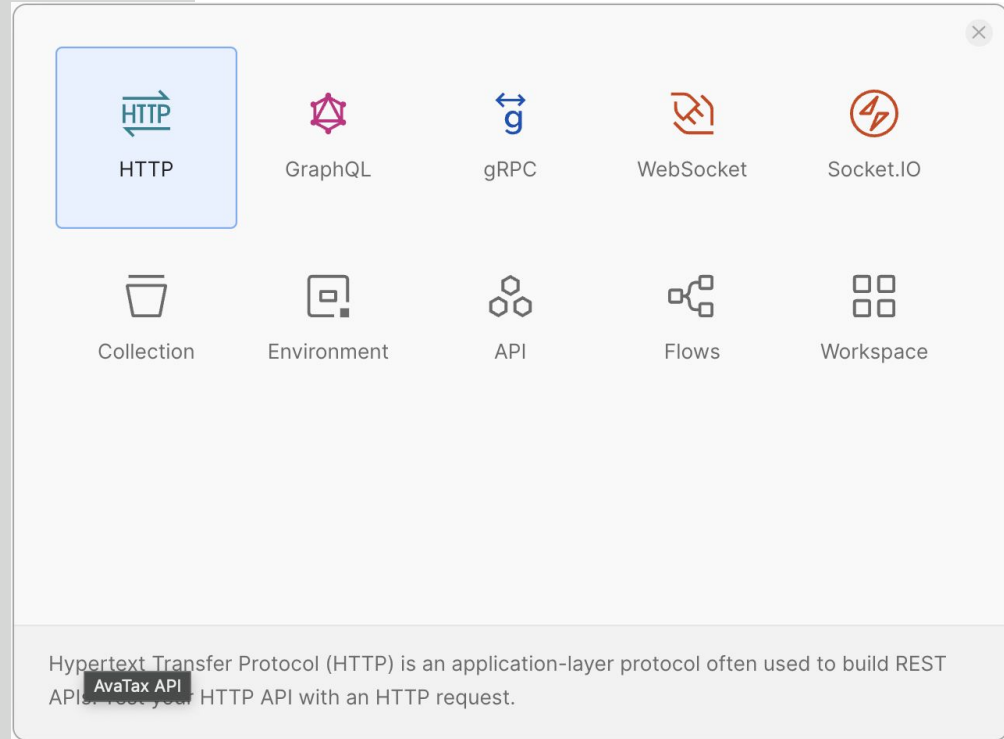 HTTP
HTTP GraphQL gRPC WebSocket Socket.IO
Collection Environment API Flows Workspace
Hypertext Transfer Protocol (HTTP) is an application-layer protocol often used to build REST
APIs. HTTP API with an HTTP request.
AvaTax API